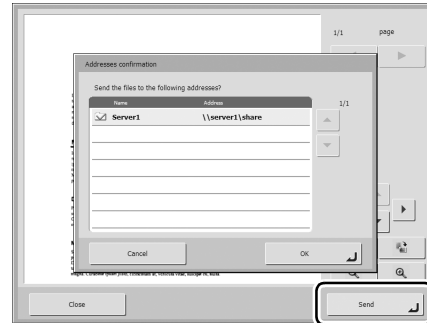 1/1 page
Addresses confirmation
Send the files to the following addresses?
Name Address
1/1
Server1 \\server1\share
Cancel OK
Close Send